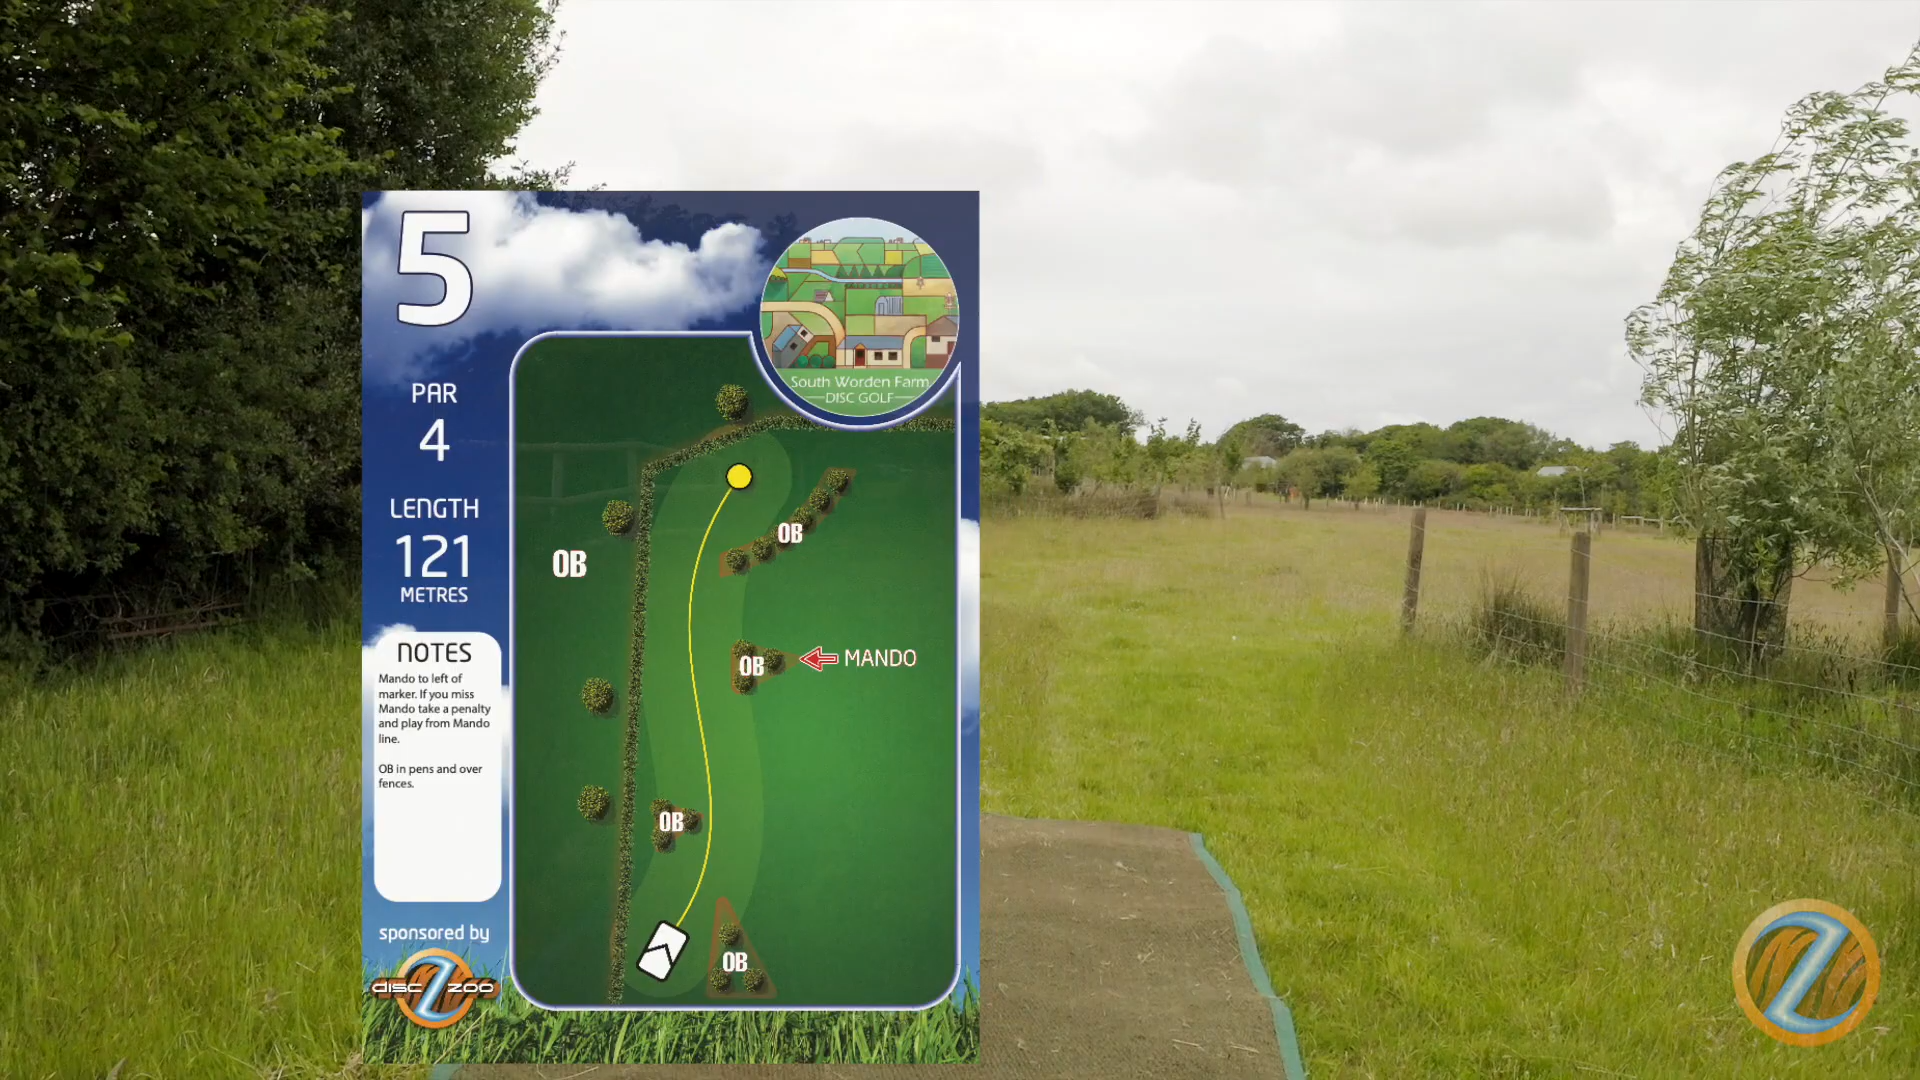 5
South Worden Farm
DISC GOLF
PAR
4
LENGTH
121
METRES
NOTES
Mando to left of
marker. If you miss
Mando take a penalty
and play from Mando
line.
OB in pens and over
fences.
OB
OB
OB
MANDO
OB
OB
sponsored by
disc Z zoo
Z